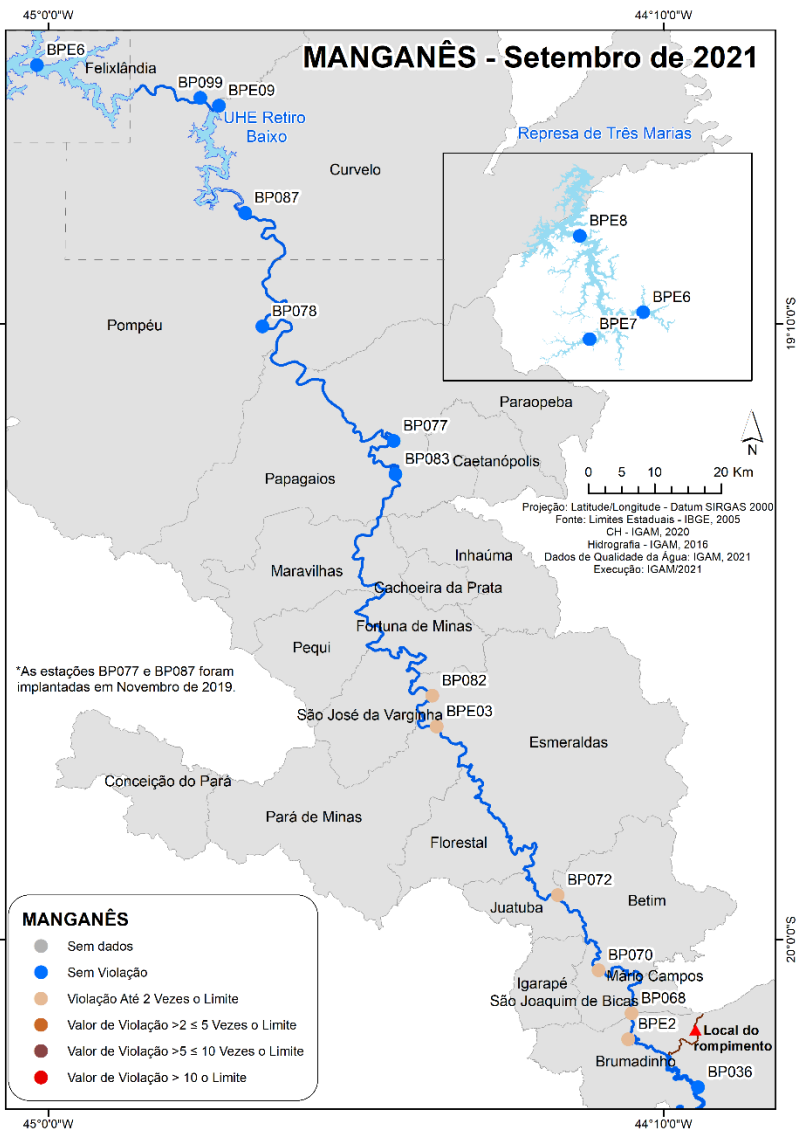 45°0'0"W
44°10'0"W
MANGANÊS - Setembro de 2021
BPE6
Felixlândia
BP099
BPE09
UHE Retiro
Baixo
Represa de Três Marias
Curvelo
BP087
BPE8
BPE6
BPE7
BP078
Pompéu
19°10'0"S
Paraopeba
BP077
BP083
Caetanópolis
Papagaios
N
0 5 10 20 Km
Projeção: Latitude/Longitude - Datum SIRGAS 2000
Fonte: Limites Estaduais - IBGE, 2005
CH - IGAM, 2020
Hidrografia - IGAM, 2016
Dados de Qualidade da Água: IGAM, 2021
Execução: IGAM/2021
Inhaúma
Maravilhas
Cachoeira da Prata
Fortuna de Minas
Pequi
*As estações BP077 e BP087 foram
implantadas em Novembro de 2019.
BP082
São José da Varginha
BPE03
Esmeraldas
Conceição do Pará
Pará de Minas
Florestal
BP072
Juatuba
Betim
20°0'0"S
BP070
Mário Campos
Igarapé
São Joaquim de Bicas
BP068
BPE2
Local do
rompimento
Brumadinho
BP036
MANGANÊS
Sem dados
Sem Violação
Violação Até 2 Vezes o Limite
Valor de Violação >2 ≤ 5 Vezes o Limite
Valor de Violação >5 ≤ 10 Vezes o Limite
Valor de Violação > 10 o Limite
45°0'0"W
44°10'0"W